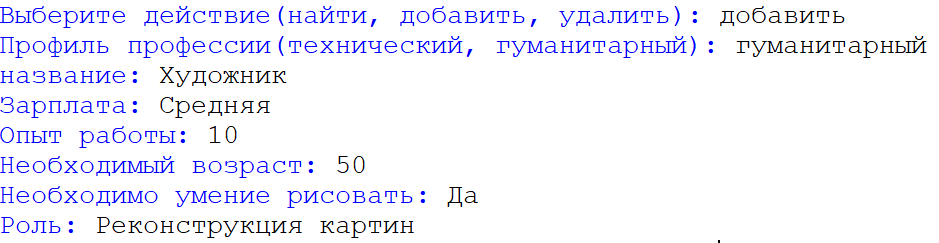 Выберите действие(найти, добавить, удалить): добавить
Профиль профессии(технический, гуманитарный): гуманитарный
название: Художник
Зарплата: Средняя
Опыт работы: 10
Необходимый возраст: 50
Необходимо умение рисовать: Да
Роль: Реконструкция картин